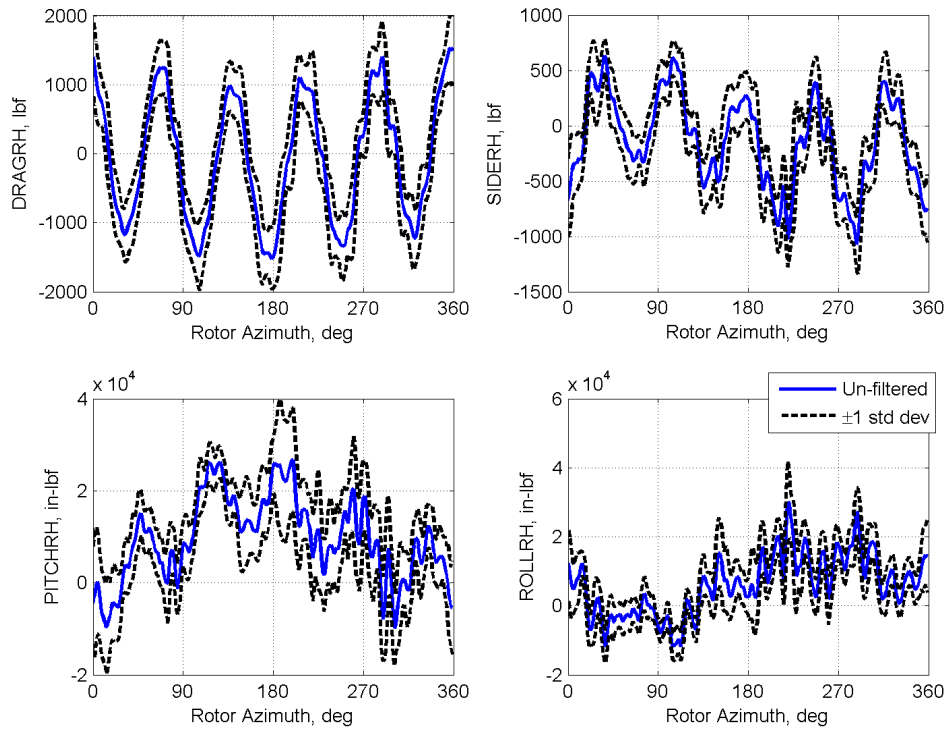 2000
1000
0
-1000
-2000
DRAGRH, lbf
0 90 180 270 360
Rotor Azimuth, deg
1000
500
0
-500
-1000
-1500
SIDERH, lbf
0 90 180 270 360
Rotor Azimuth, deg
x 10^4
4
2
0
-2
PITCHRH, in-lbf
0 90 180 270 360
Rotor Azimuth, deg
x 10^4
6
4
2
0
-2
ROLLRH, in-lbf
0 90 180 270 360
Rotor Azimuth, deg
Un-filtered
±1 std dev